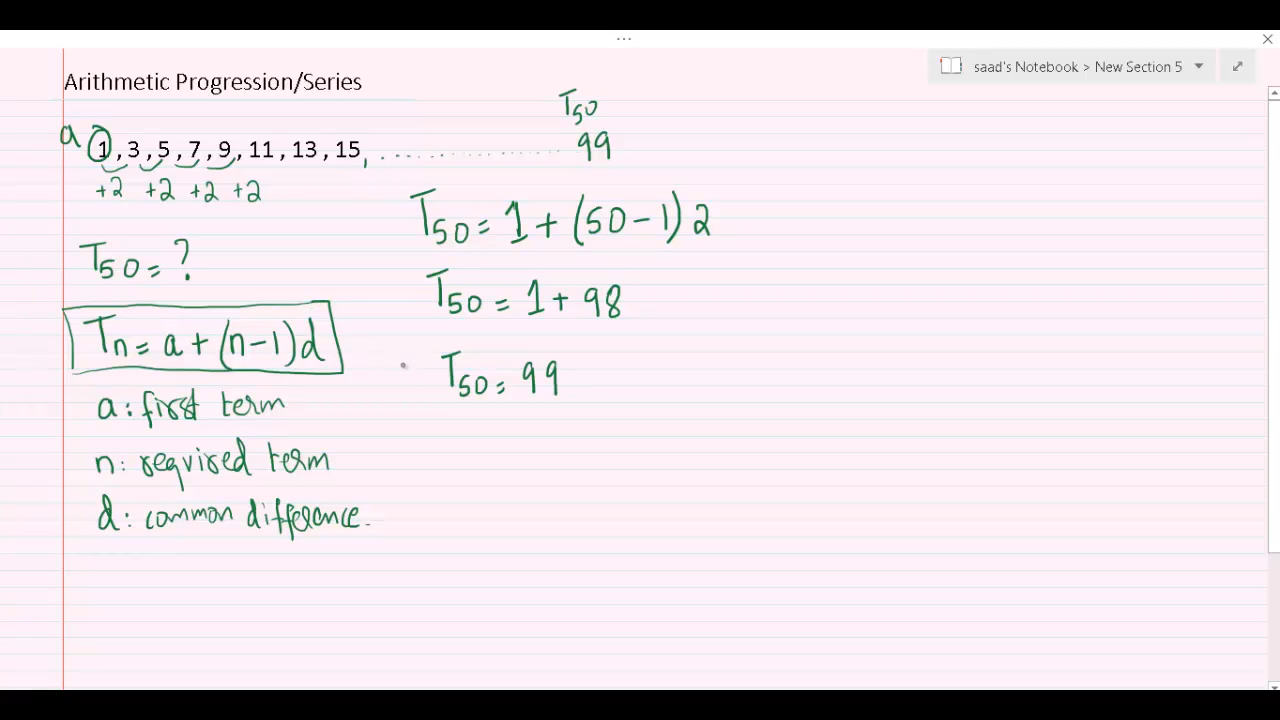 saad's Notebook > New Section 5
Arithmetic Progression/Series
T50
a 1 , 3 , 5 , 7 , 9 , 11 , 13 , 15 , .................. 99
+2 +2 +2 +2
T50 = ?
Tn = a + (n-1)d
a : first term
n : required term
d : common difference.
T50 = 1 + (50-1)2
T50 = 1 + 98
T50 = 99